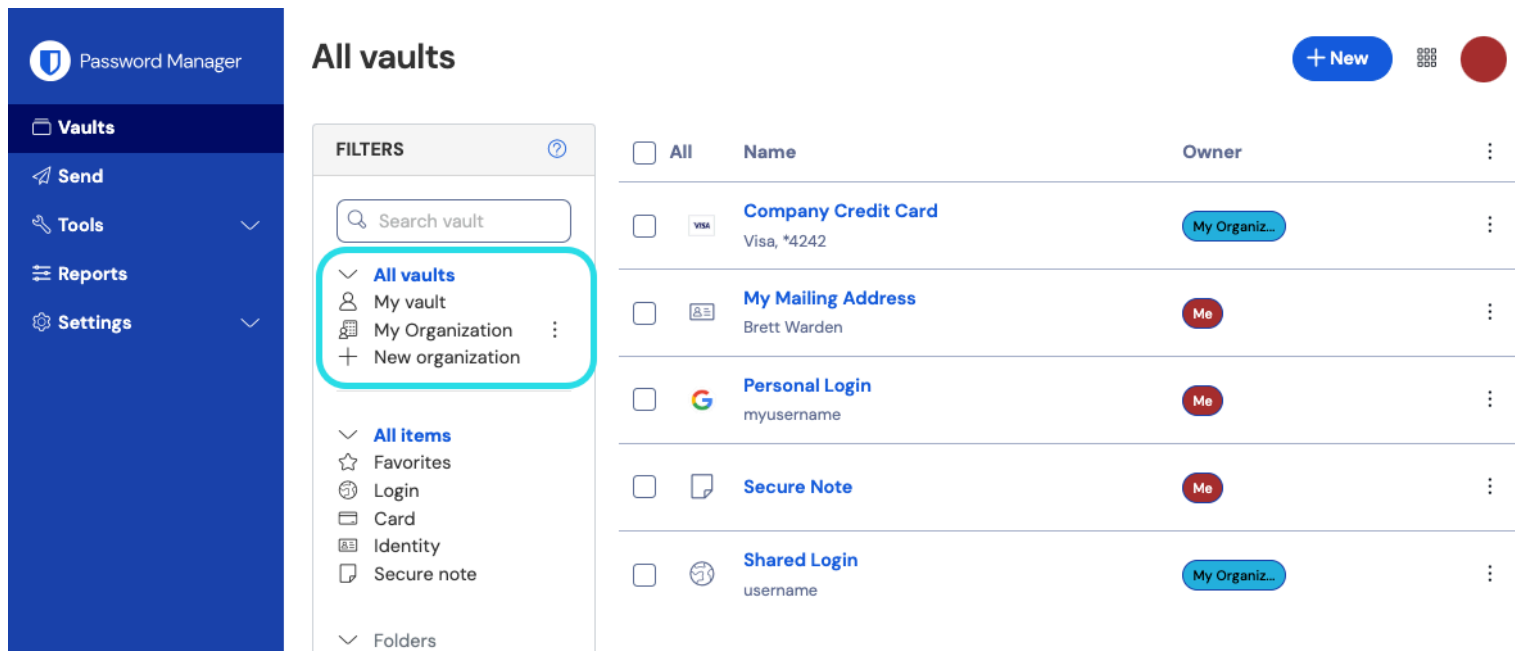 Password Manager
Vaults
Send
Tools
Reports
Settings
All vaults
+ New
FILTERS
Search vault
All vaults
My vault
My Organization
New organization
All items
Favorites
Login
Card
Identity
Secure note
Folders
All Name Owner
VISA Company Credit Card My Organiz...
Visa, *4242
My Mailing Address Me
Brett Warden
Personal Login Me
myusername
Secure Note Me
Shared Login My Organiz...
username